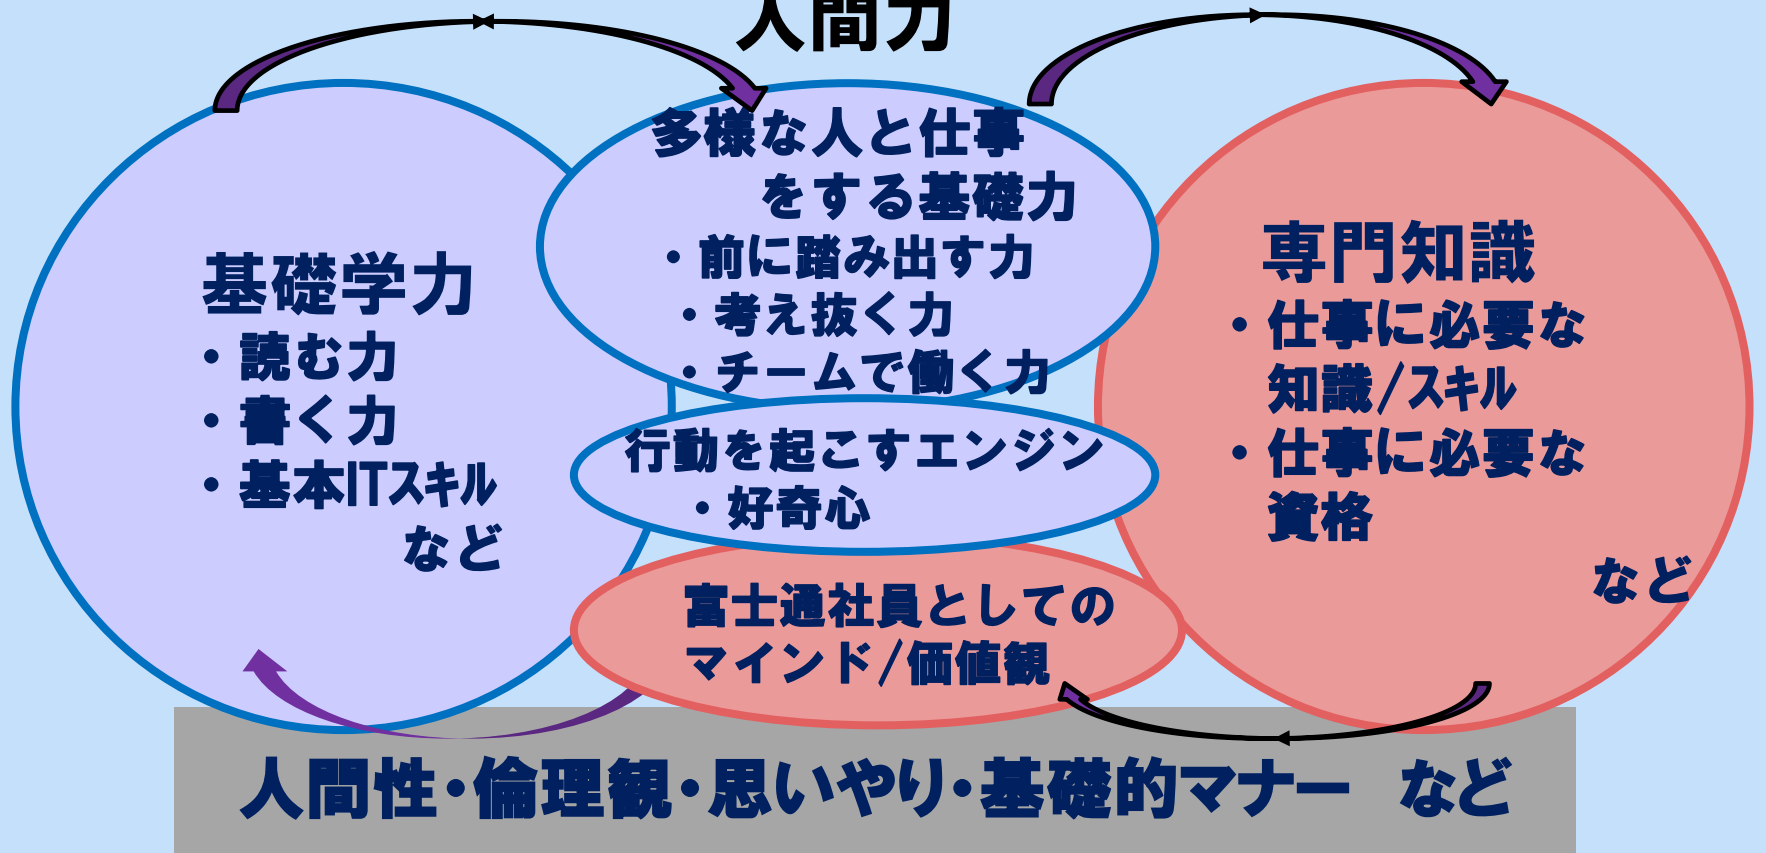 人間力
基礎学力
・読む力
・書く力
・基本ITスキル
など
多様な人と仕事
をする基礎力
・前に踏み出す力
・考え抜く力
・チームで働く力
行動を起こすエンジン
・好奇心
富士通社員としての
マインド/価値観
専門知識
・仕事に必要な
知識/スキル
・仕事に必要な
資格
など
人間性・倫理観・思いやり・基礎的マナー　など